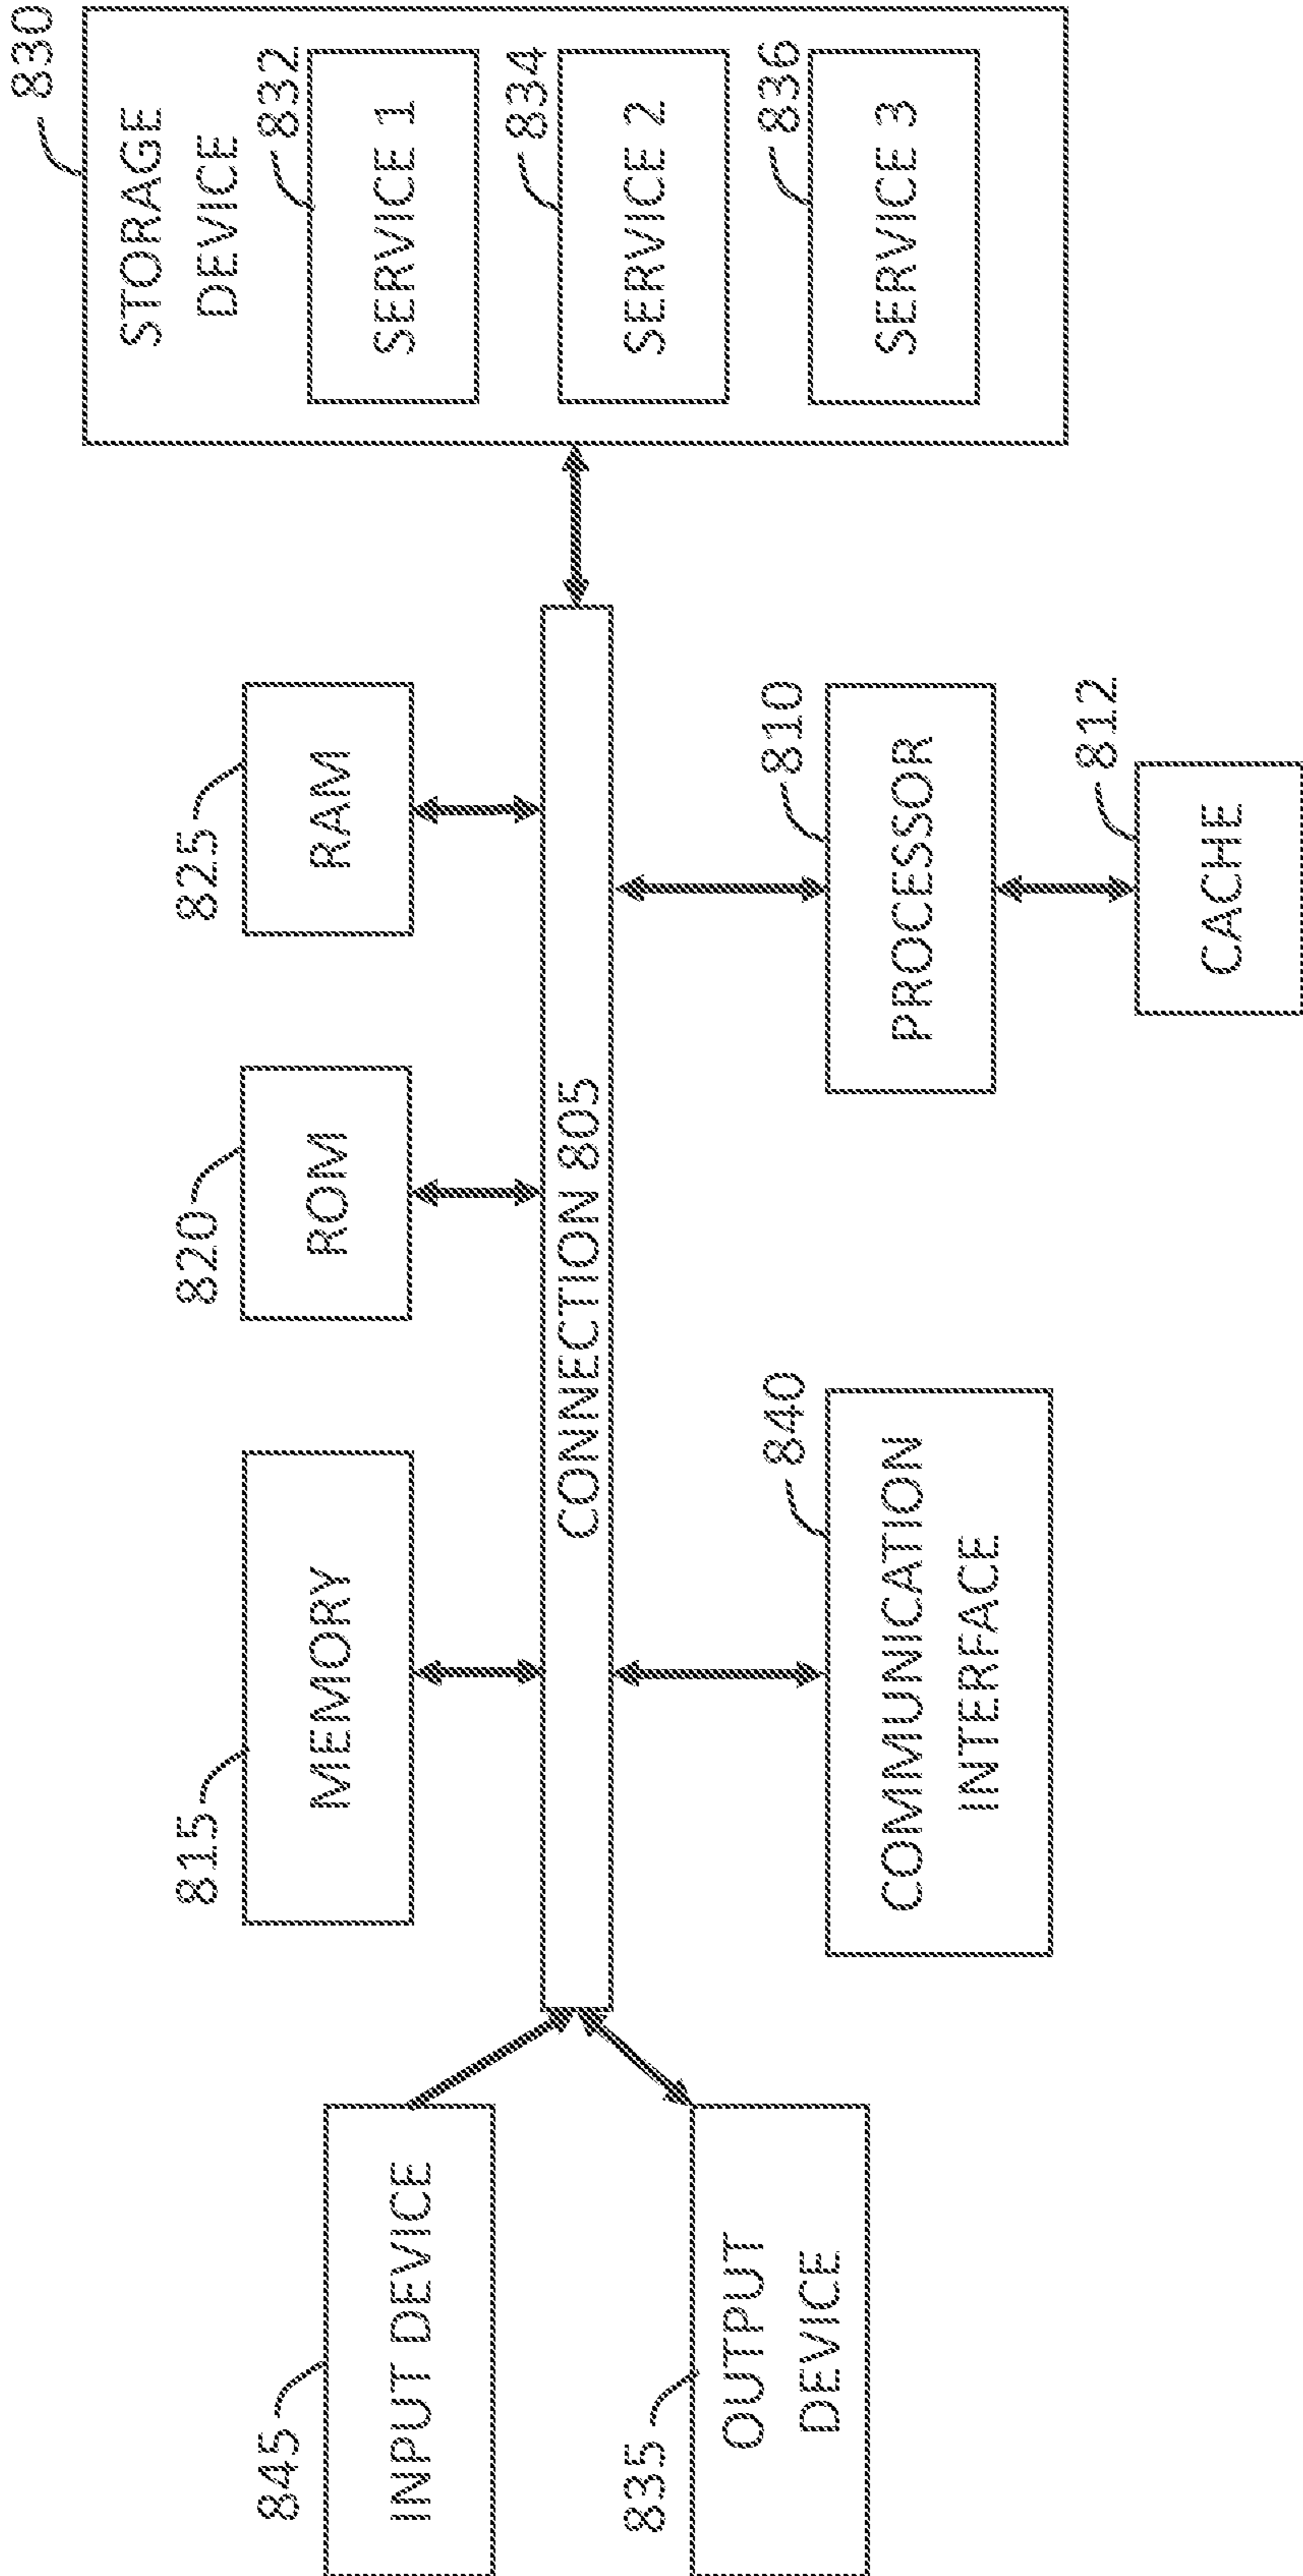 845
INPUT DEVICE
835
OUTPUT
DEVICE
815
MEMORY
820
ROM
825
RAM
CONNECTION 805
840
COMMUNICATION
INTERFACE
810
PROCESSOR
812
CACHE
830
STORAGE
DEVICE
832
SERVICE 1
834
SERVICE 2
836
SERVICE 3